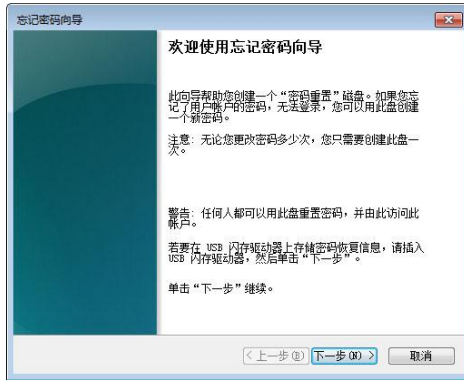 忘记密码向导
欢迎使用忘记密码向导
此向导帮助您创建一个“密码重置”磁盘。如果您忘
记了用户帐户的密码，无法登录，您可以用此盘创建
一个新密码。
注意: 无论您更改密码多少次，您只需要创建此盘一
次。
警告: 任何人都可以用此盘重置密码，并由此访问此
帐户。
若要在 USB 闪存驱动器上存储密码恢复信息，请插入
USB 闪存驱动器，然后单击“下一步”。
单击“下一步”继续。
< 上一步(B) 下一步(N) > 取消